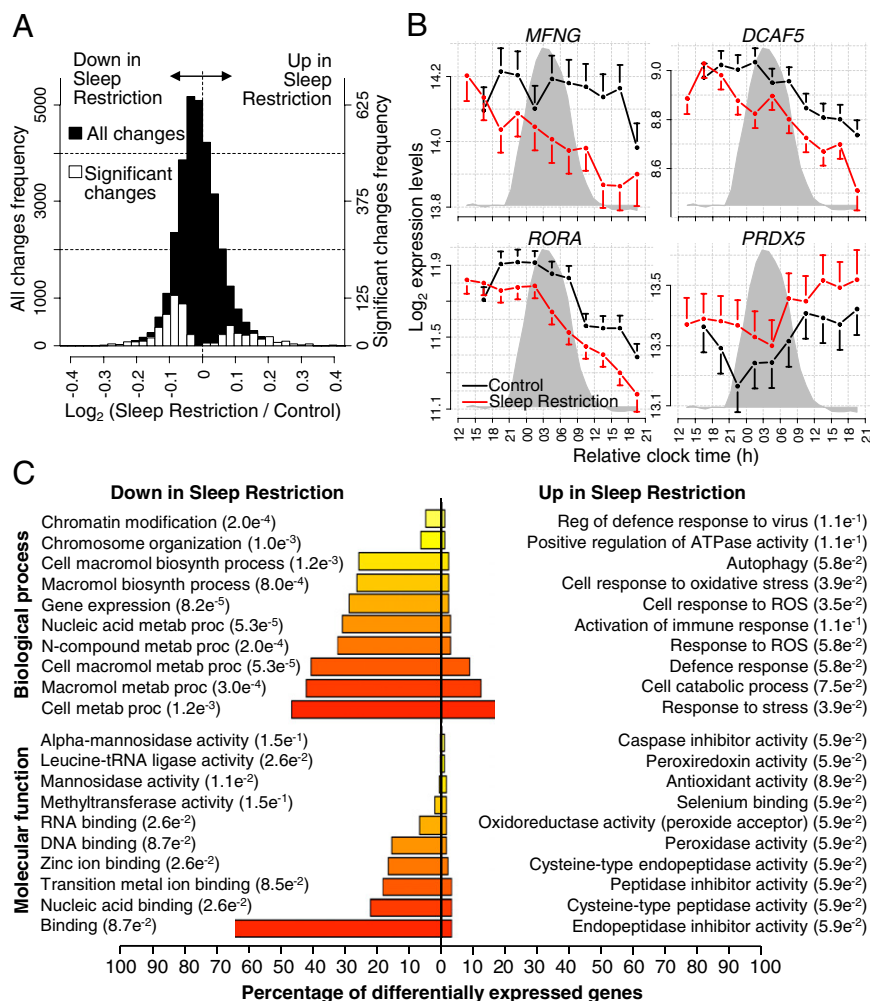 A
Down in
Sleep
Restriction
Up in
Sleep
Restriction
All changes
Significant
changes
All changes frequency
0
1000
3000
5000
Significant changes frequency
0
125
375
625
-0.4 -0.3 -0.2 -0.1 0 0.1 0.2 0.3 0.4
Log2 (Sleep Restriction / Control)
B
MFNG
14.2
14.0
13.8
DCAF5
9.0
8.8
8.6
Log2 expression levels
RORA
11.9
11.5
11.1
Control
Sleep Restriction
PRDX5
13.5
13.3
13.1
12 15 18 21 00 03 06 09 12 15 18 21
12 15 18 21 00 03 06 09 12 15 18 21
Relative clock time (h)
C
Down in Sleep Restriction
Up in Sleep Restriction
Biological process
Chromatin modification (2.0e-4)
Reg of defence response to virus (1.1e-1)
Chromosome organization (1.0e-3)
Positive regulation of ATPase activity (1.1e-1)
Cell macromol biosynth process (1.2e-3)
Autophagy (5.8e-2)
Macromol biosynth process (8.0e-4)
Cell response to oxidative stress (3.9e-2)
Gene expression (8.2e-5)
Cell response to ROS (3.5e-2)
Nucleic acid metab proc (5.3e-5)
Activation of immune response (1.1e-1)
N-compound metab proc (2.0e-4)
Response to ROS (5.8e-2)
Cell macromol metab proc (5.3e-5)
Defence response (5.8e-2)
Macromol metab proc (3.0e-4)
Cell catabolic process (7.5e-2)
Cell metab proc (1.2e-3)
Response to stress (3.9e-2)
Molecular function
Alpha-mannosidase activity (1.5e-1)
Caspase inhibitor activity (5.9e-2)
Leucine-tRNA ligase activity (2.6e-2)
Peroxiredoxin activity (5.9e-2)
Mannosidase activity (1.1e-2)
Antioxidant activity (8.9e-2)
Methyltransferase activity (1.5e-1)
Selenium binding (5.9e-2)
RNA binding (2.6e-2)
Oxidoreductase activity (peroxide acceptor) (5.9e-2)
DNA binding (8.7e-2)
Peroxidase activity (5.9e-2)
Zinc ion binding (2.6e-2)
Cysteine-type endopeptidase activity (5.9e-2)
Transition metal ion binding (8.5e-2)
Peptidase inhibitor activity (5.9e-2)
Nucleic acid binding (2.6e-2)
Cysteine-type peptidase activity (5.9e-2)
Binding (8.7e-2)
Endopeptidase inhibitor activity (5.9e-2)
100 90 80 70 60 50 40 30 20 10 0 10 20 30 40 50 60 70 80 90 100
Percentage of differentially expressed genes